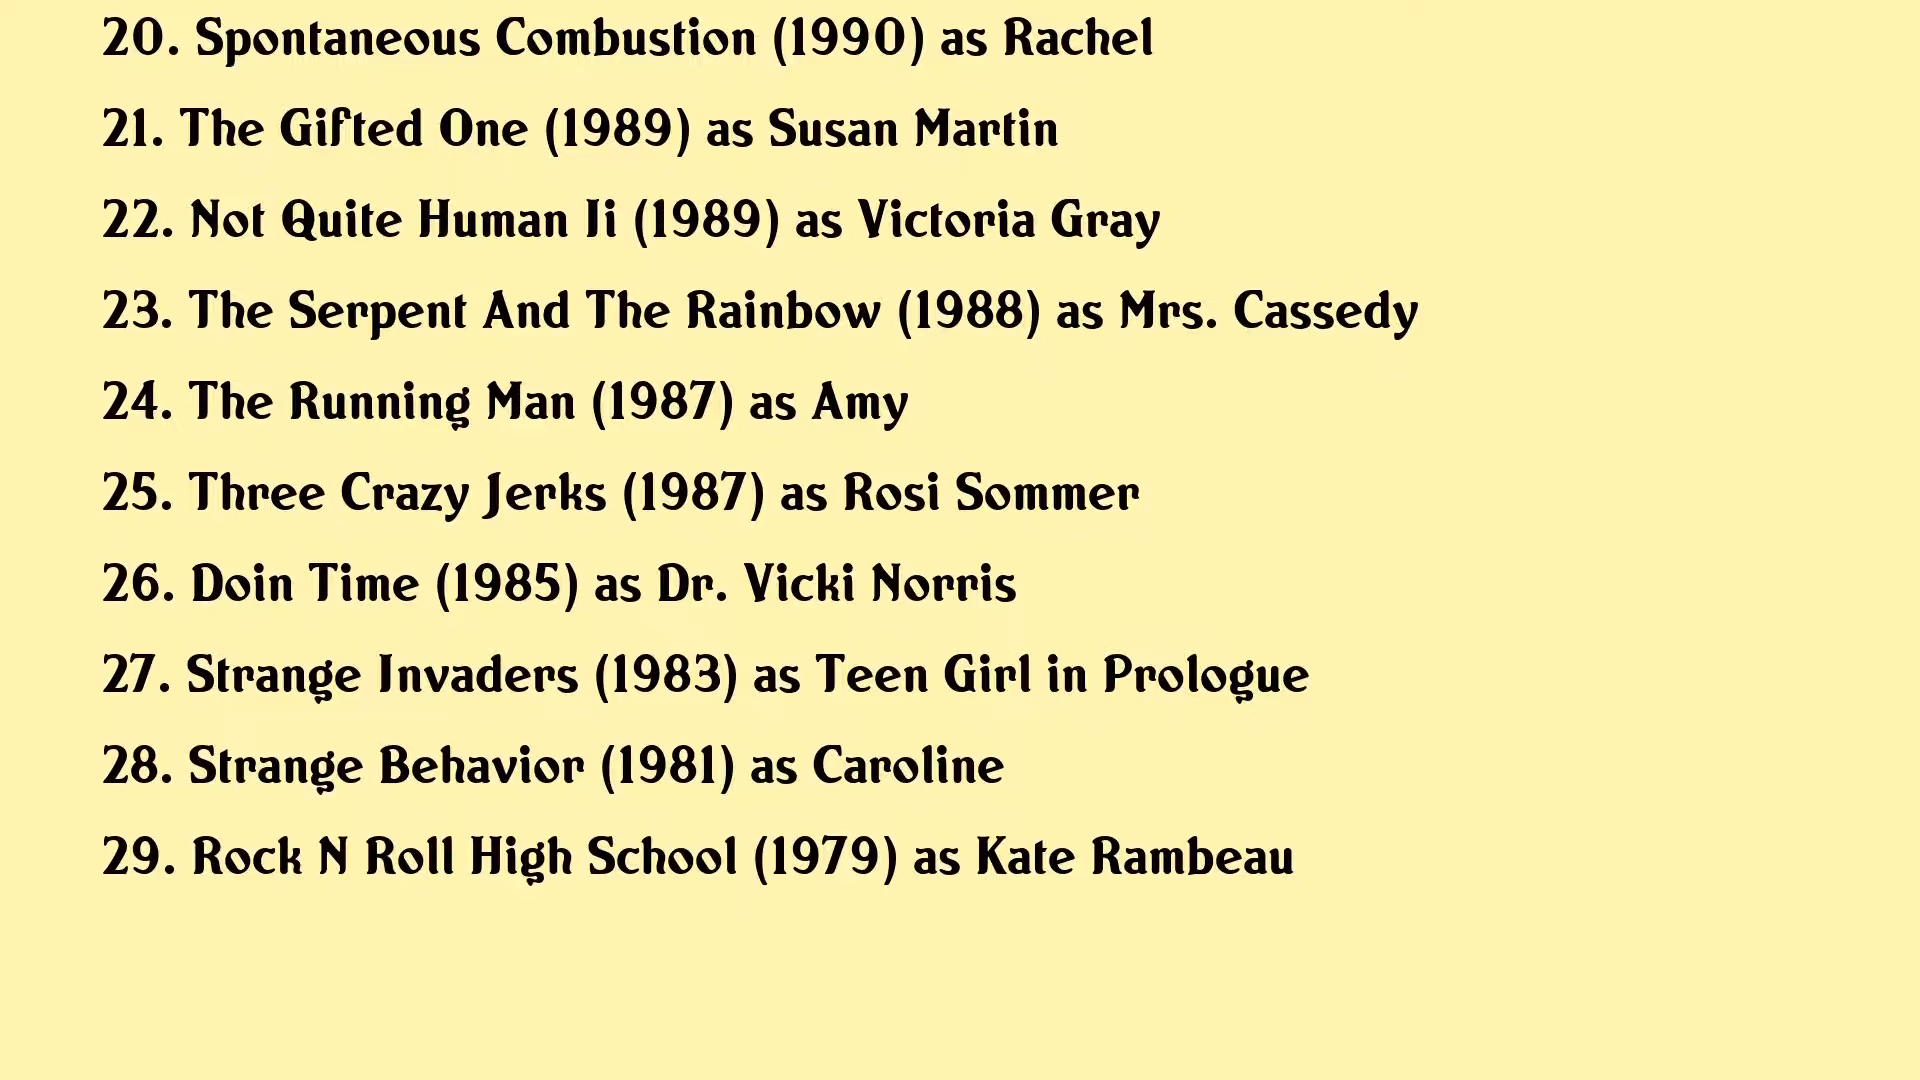 20. Spontaneous Combustion (1990) as Rachel
21. The Gifted One (1989) as Susan Martin
22. Not Quite Human Ii (1989) as Victoria Gray
23. The Serpent And The Rainbow (1988) as Mrs. Cassedy
24. The Running Man (1987) as Amy
25. Three Crazy Jerks (1987) as Rosi Sommer
26. Doin Time (1985) as Dr. Vicki Norris
27. Strange Invaders (1983) as Teen Girl in Prologue
28. Strange Behavior (1981) as Caroline
29. Rock N Roll High School (1979) as Kate Rambeau